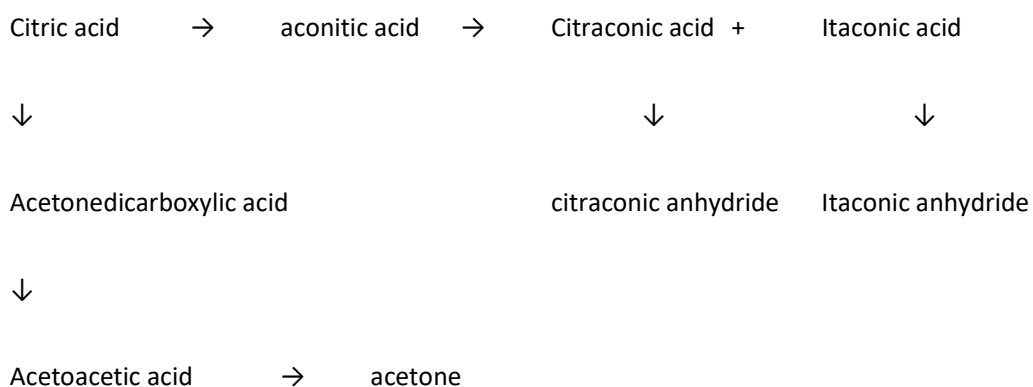 Citric acid → aconitic acid → Citraconic acid + Itaconic acid
↓ ↓ ↓
Acetonedicarboxylic acid citraconic anhydride Itaconic anhydride
↓
Acetoacetic acid → acetone